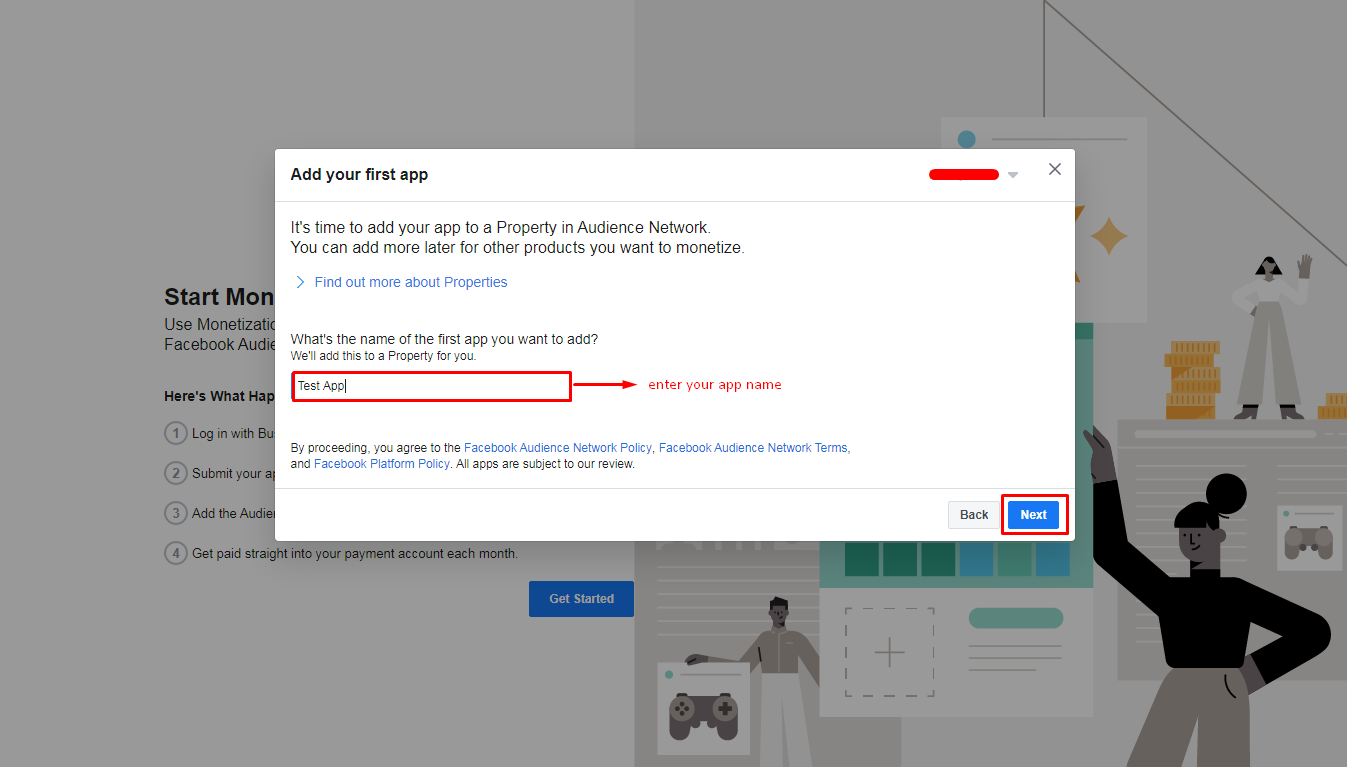 Add your first app
It's time to add your app to a Property in Audience Network.
You can add more later for other products you want to monetize.
Find out more about Properties
What's the name of the first app you want to add?
We'll add this to a Property for you.
Test App
enter your app name
By proceeding, you agree to the Facebook Audience Network Policy, Facebook Audience Network Terms,
and Facebook Platform Policy. All apps are subject to our review.
Back
Next
Start Mon
Use Monetizatio
Facebook Audie
Here's What Hap
1 Log in with Bus
2 Submit your ap
3 Add the Audien
4 Get paid straight into your payment account each month.
Get Started